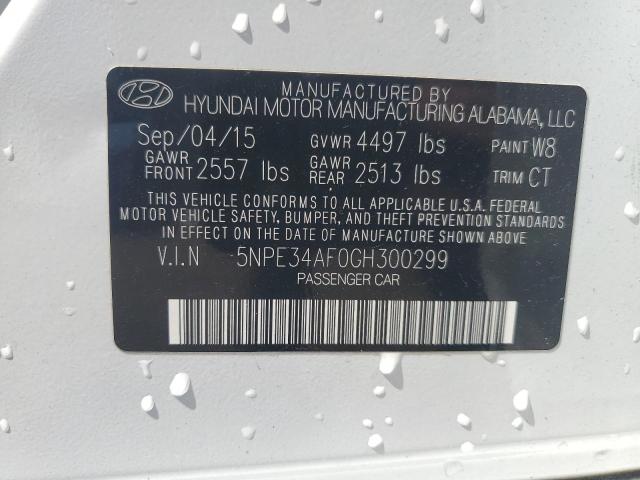 MANUFACTURED BY
HYUNDAI MOTOR MANUFACTURING ALABAMA, LLC
Sep/04/15 GVWR 4497 lbs PAINT W8
GAWR FRONT 2557 lbs GAWR REAR 2513 lbs TRIM CT
THIS VEHICLE CONFORMS TO ALL APPLICABLE U.S.A. FEDERAL
MOTOR VEHICLE SAFETY, BUMPER, AND THEFT PREVENTION STANDARDS
IN EFFECT ON THE DATE OF MANUFACTURE SHOWN ABOVE.
V.I.N 5NPE34AF0GH300299
PASSENGER CAR